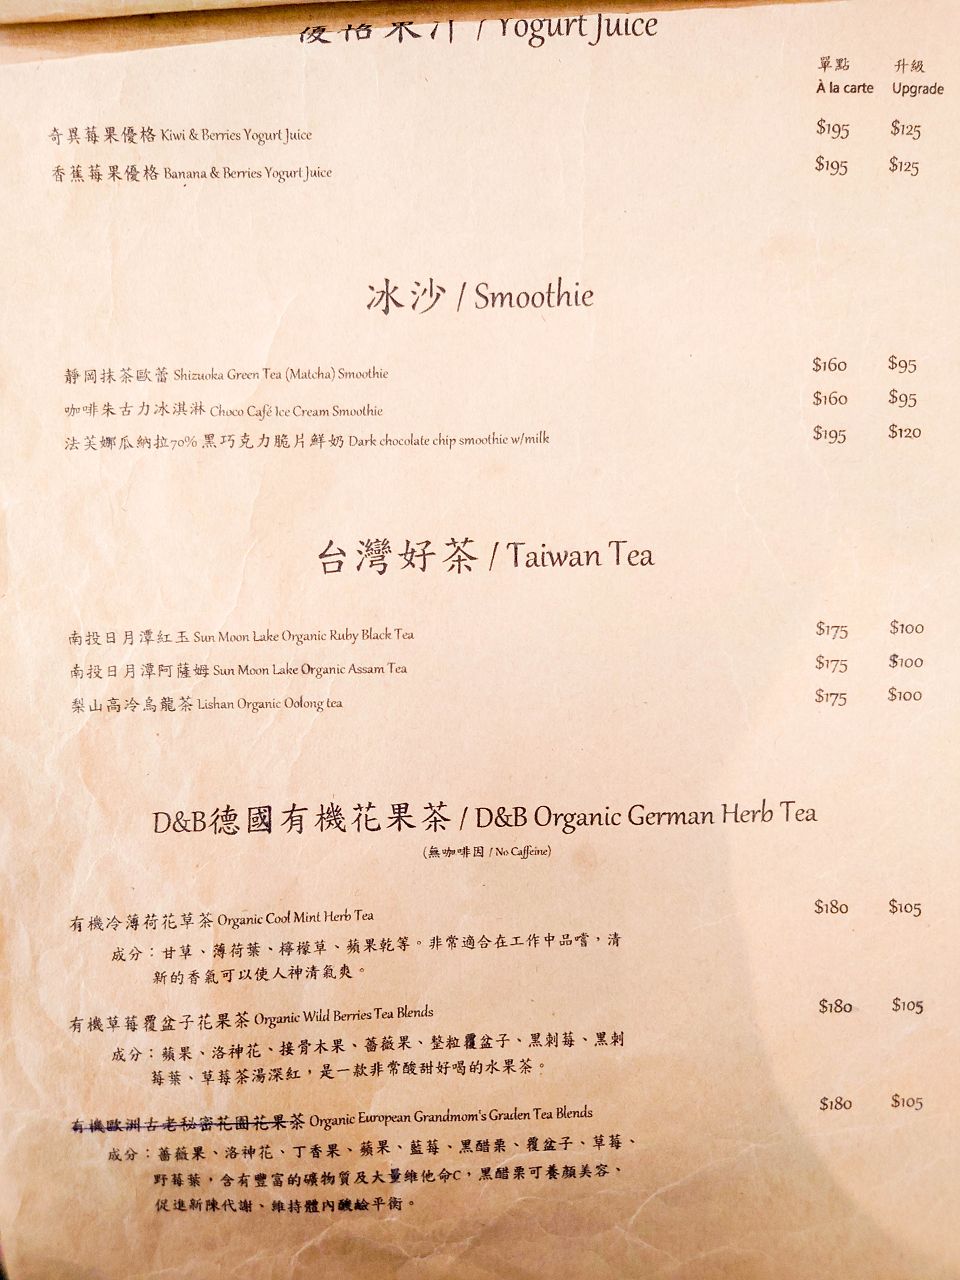 優格果汁 / Yogurt Juice
單點 升級
À la carte Upgrade
奇異莓果優格 Kiwi & Berries Yogurt Juice $195 $125
香蕉莓果優格 Banana & Berries Yogurt Juice $195 $125
冰沙 / Smoothie
靜岡抹茶歐蕾 Shizuoka Green Tea (Matcha) Smoothie $160 $95
咖啡朱古力冰淇淋 Choco Café Ice Cream Smoothie $160 $95
法芙娜瓜納拉70% 黑巧克力脆片鮮奶 Dark chocolate chip smoothie w/milk $195 $120
台灣好茶 / Taiwan Tea
南投日月潭紅玉 Sun Moon Lake Organic Ruby Black Tea $175 $100
南投日月潭阿薩姆 Sun Moon Lake Organic Assam Tea $175 $100
梨山高冷烏龍茶 Lishan Organic Oolong tea $175 $100
D&B德國有機花果茶 / D&B Organic German Herb Tea
(無咖啡因 / No Caffeine)
有機冷薄荷花草茶 Organic Cool Mint Herb Tea $180 $105
成分：甘草、薄荷葉、檸檬草、蘋果乾等。非常適合在工作中品嚐，清
新的香氣可以使人神清氣爽。
有機草莓覆盆子花果茶 Organic Wild Berries Tea Blends $180 $105
成分：蘋果、洛神花、接骨木果、薔薇果、整粒覆盆子、黑刺莓、黑刺
莓葉、草莓茶湯深紅，是一款非常酸甜好喝的水果茶。
有機歐洲古老秘密花園花果茶 Organic European Grandmom's Graden Tea Blends $180 $105
成分：薔薇果、洛神花、丁香果、蘋果、藍莓、黑醋栗、覆盆子、草莓、
野莓葉，含有豐富的礦物質及大量維他命C，黑醋栗可養顏美容、
促進新陳代謝、維持體內酸鹼平衡。